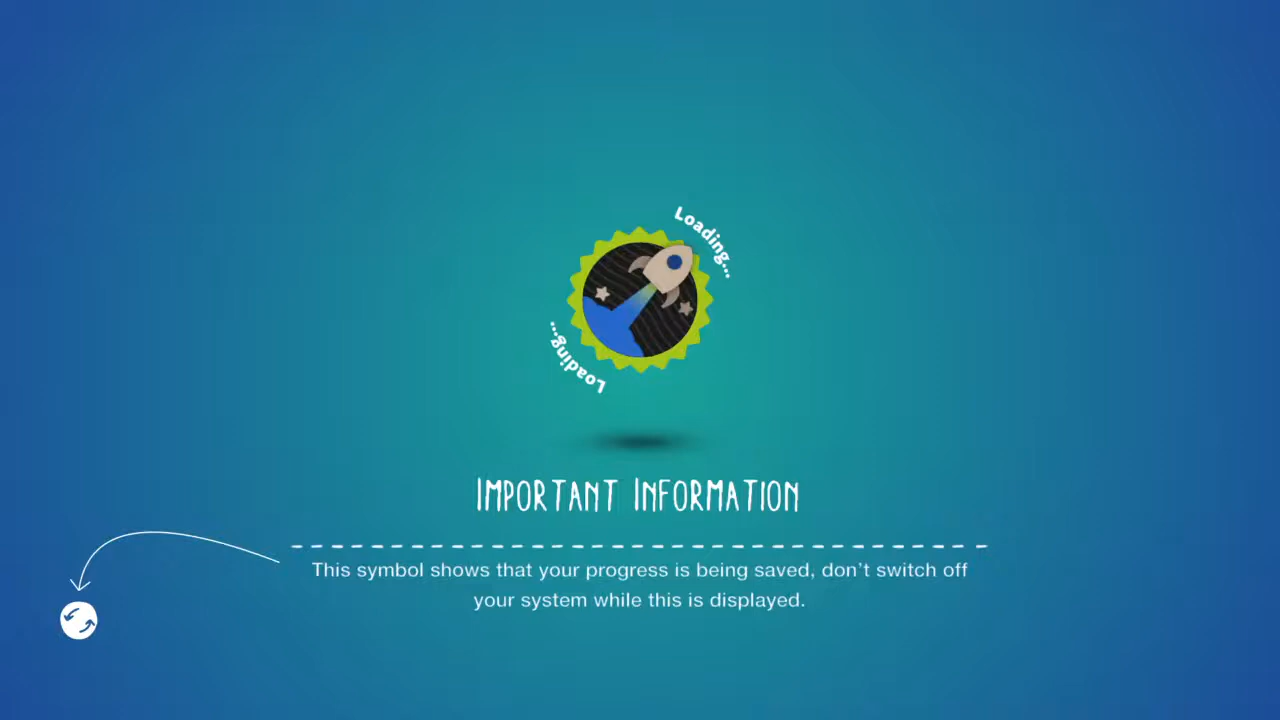 Loading...
Loading...
IMPORTANT INFORMATION
This symbol shows that your progress is being saved, don't switch off
your system while this is displayed.